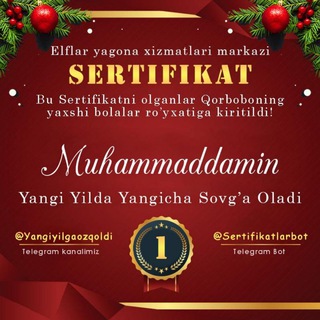 Elflar yagona xizmatlari markazi
SERTIFIKAT
Bu Sertifikatni olganlar Qorboboning
yaxshi bolalar ro'yxatiga kiritildi!
Muhammaddamin
Yangi Yilda Yangicha Sovg'a Oladi
@Yangiyilgaozqoldi
Telegram kanalimiz
1
@Sertifikatlarbot
Telegram Bot